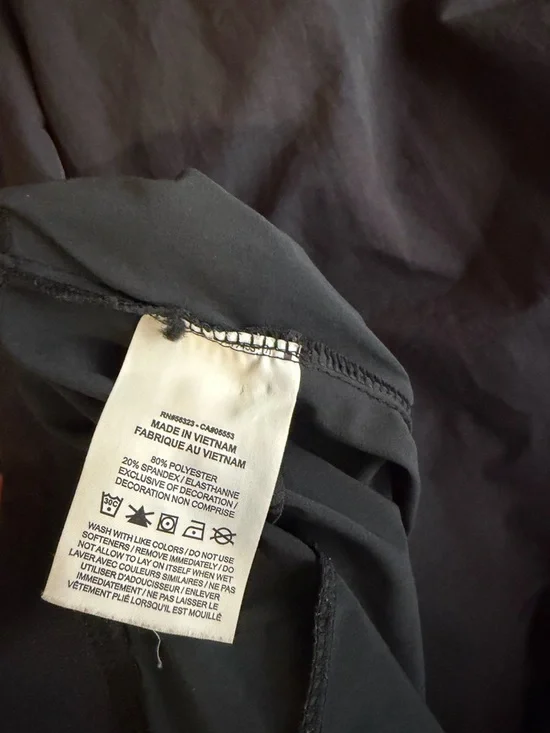 RN#56323 - CA#05553
MADE IN VIETNAM
FABRIQUE AU VIETNAM
80% POLYESTER
20% SPANDEX / ELASTHANNE
EXCLUSIVE OF DECORATION /
DECORATION NON COMPRISE
30C
WASH WITH LIKE COLORS / DO NOT USE
SOFTENERS / REMOVE IMMEDIATELY / DO
NOT ALLOW TO LAY ON ITSELF WHEN WET
LAVER AVEC COULEURS SIMILAIRES / NE PAS
UTILISER D'ADOUCISSEUR / ENLEVER
IMMÉDIATEMENT / NE PAS LAISSER LE
VÊTEMENT PLIÉ LORSQU'IL EST MOUILLÉ